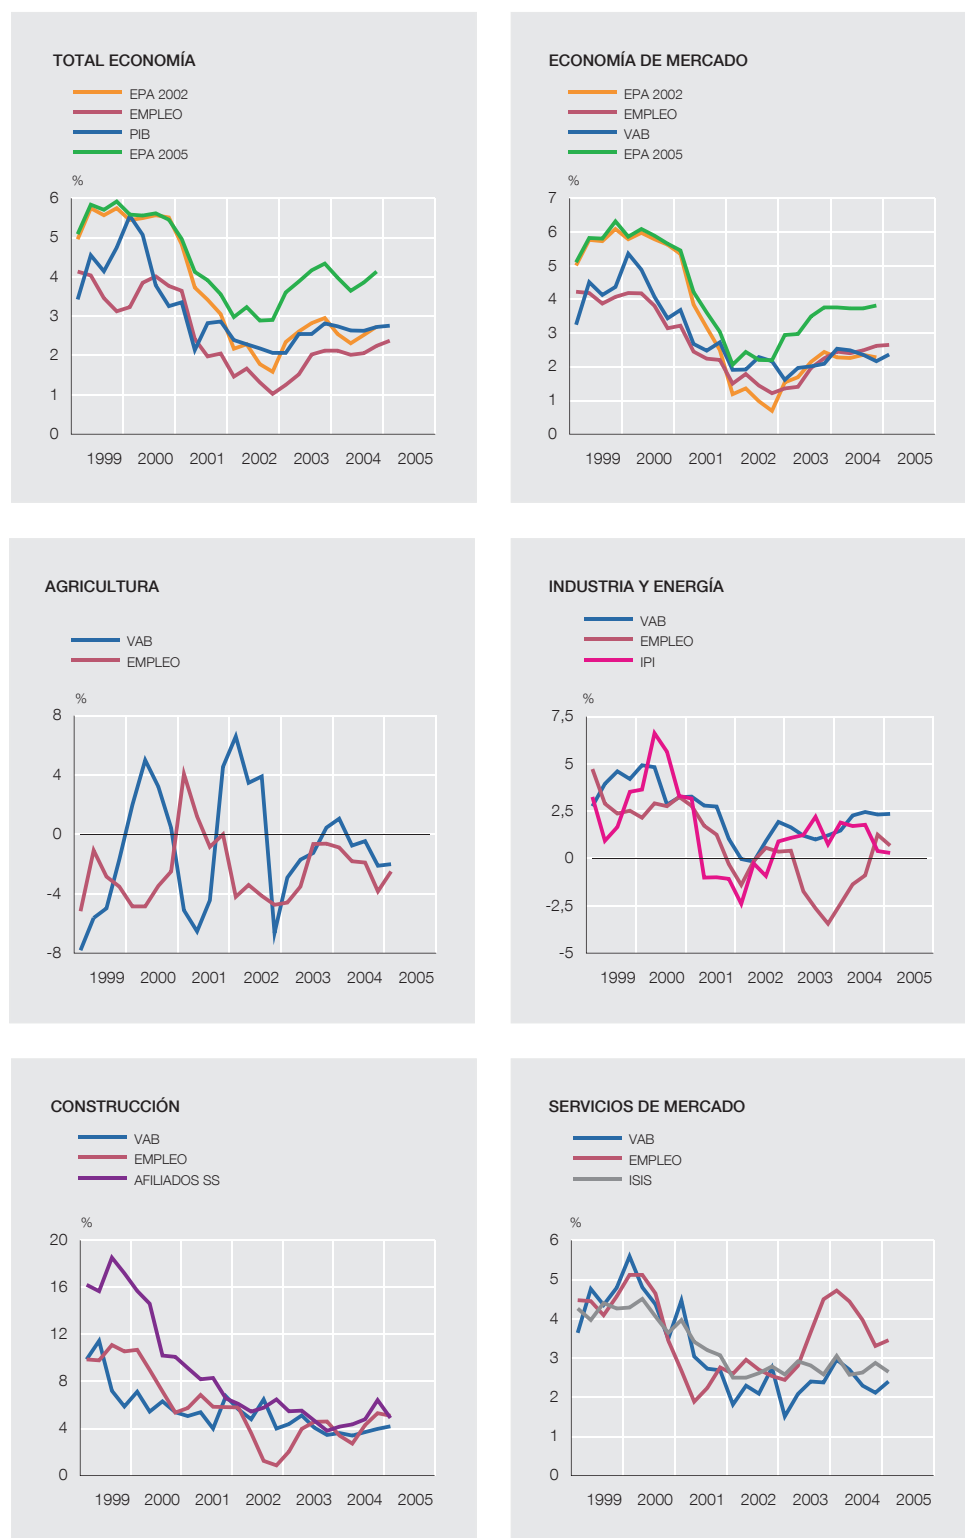 TOTAL ECONOMÍA
EPA 2002
EMPLEO
PIB
EPA 2005
%
6
5
4
3
2
1
0
1999 2000 2001 2002 2003 2004 2005
ECONOMÍA DE MERCADO
EPA 2002
EMPLEO
VAB
EPA 2005
%
7
6
5
4
3
2
1
0
1999 2000 2001 2002 2003 2004 2005
AGRICULTURA
VAB
EMPLEO
%
8
4
0
-4
-8
1999 2000 2001 2002 2003 2004 2005
INDUSTRIA Y ENERGÍA
VAB
EMPLEO
IPI
%
7,5
5
2,5
0
-2,5
-5
1999 2000 2001 2002 2003 2004 2005
CONSTRUCCIÓN
VAB
EMPLEO
AFILIADOS SS
%
20
16
12
8
4
0
1999 2000 2001 2002 2003 2004 2005
SERVICIOS DE MERCADO
VAB
EMPLEO
ISIS
%
6
5
4
3
2
1
0
1999 2000 2001 2002 2003 2004 2005